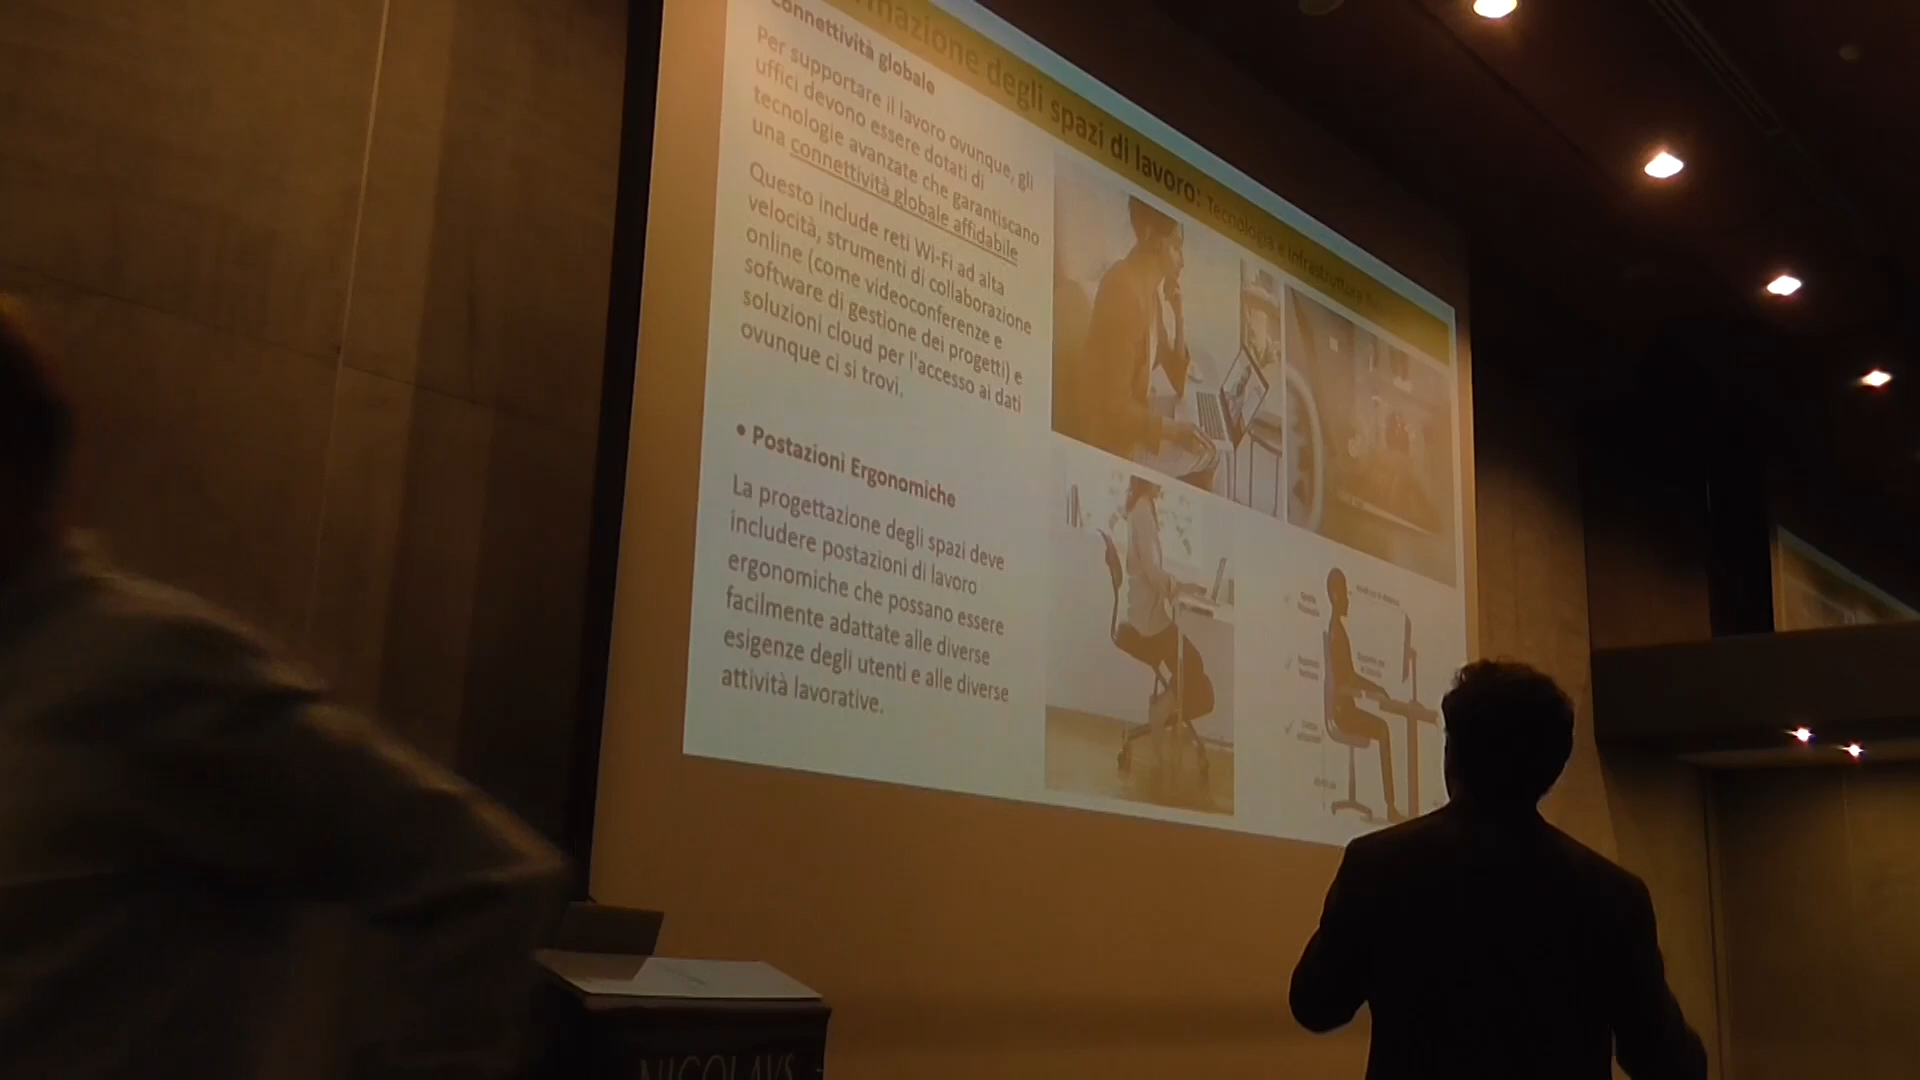 degli spazi di lavoro: Tecnologia e infrastruttura
Connettività globale
Per supportare il lavoro ovunque, gli
uffici devono essere dotati di
tecnologie avanzate che garantiscano
una connettività globale affidabile
Questo include reti Wi-Fi ad alta
velocità, strumenti di collaborazione
online (come videoconferenze e
software di gestione dei progetti) e
soluzioni cloud per l'accesso ai dati
ovunque ci si trovi.
• Postazioni Ergonomiche
La progettazione degli spazi deve
includere postazioni di lavoro
ergonomiche che possano essere
facilmente adattate alle diverse
esigenze degli utenti e alle diverse
attività lavorative.
NICOLAVS